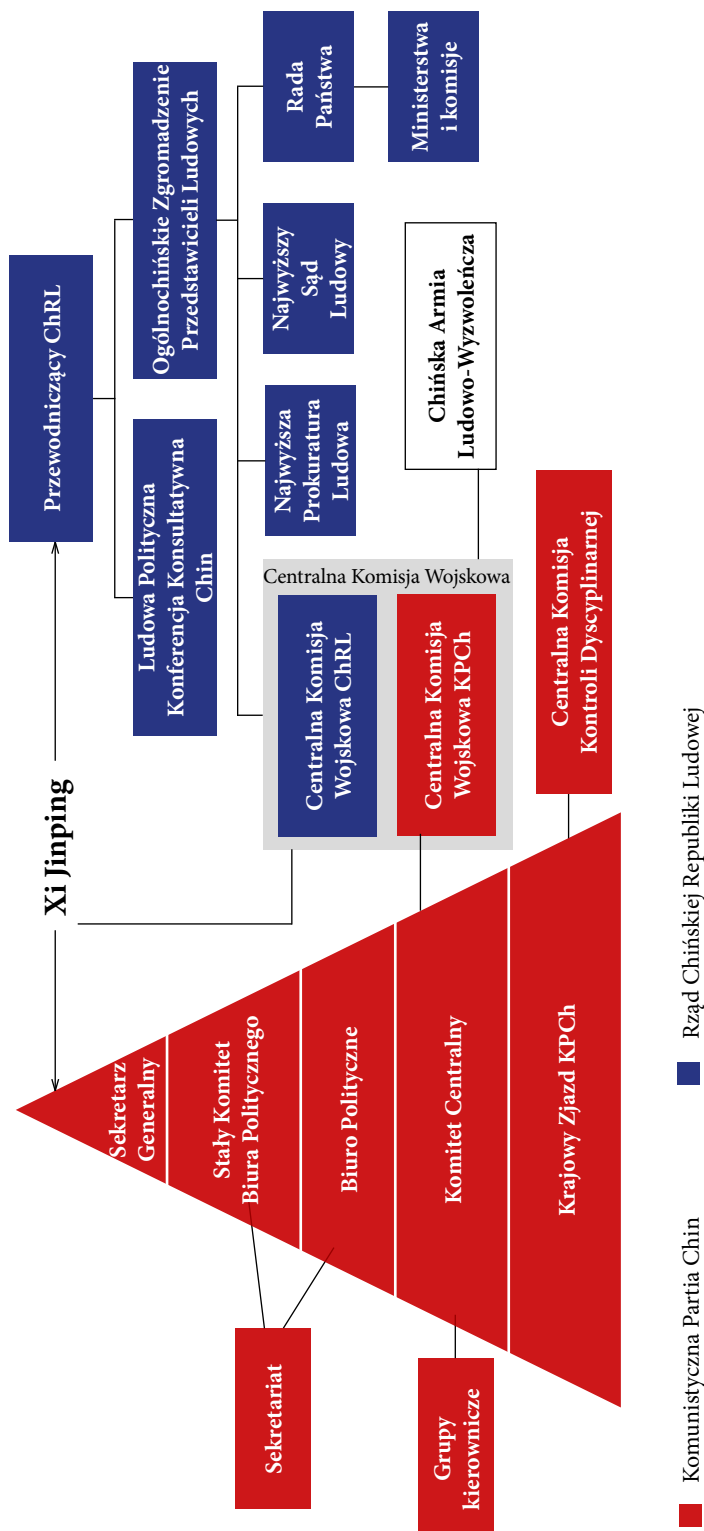 Xi Jinping
Sekretarz
Generalny
Stały Komitet
Biura Politycznego
Biuro Polityczne
Komitet Centralny
Krajowy Zjazd KPCh
Sekretariat
Grupy
kierownicze
Przewodniczący ChRL
Ludowa Polityczna
Konferencja Konsultatywna
Chin
Ogólnochińskie Zgromadzenie
Przedstawicieli Ludowych
Centralna Komisja Wojskowa
Centralna Komisja
Wojskowa ChRL
Centralna Komisja
Wojskowa KPCh
Najwyższa
Prokuratura
Ludowa
Najwyższy
Sąd
Ludowy
Rada
Państwa
Ministerstwa
i komisje
Chińska Armia
Ludowo-Wyzwoleńcza
Centralna Komisja
Kontroli Dyscyplinarnej
Komunistyczna Partia Chin
Rząd Chińskiej Republiki Ludowej